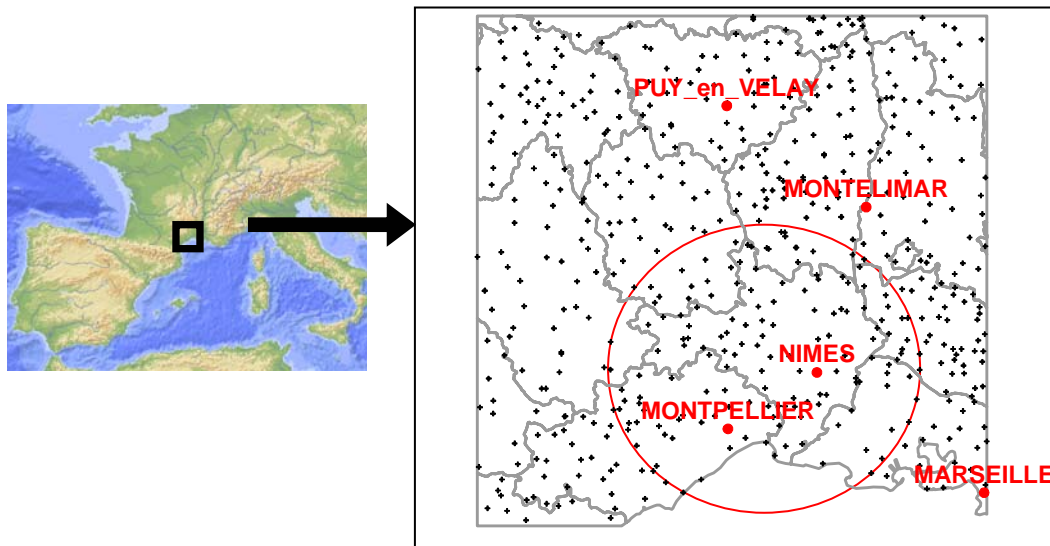 PUY_en_VELAY
MONTELIMAR
NIMES
MONTPELLIER
MARSEILLE